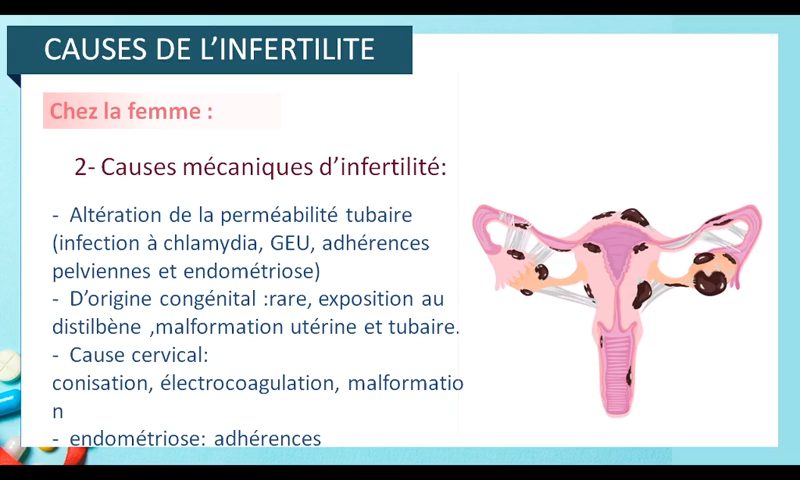 CAUSES DE L’INFERTILITE
Chez la femme :
2- Causes mécaniques d’infertilité:
- Altération de la perméabilité tubaire
(infection à chlamydia, GEU, adhérences
pelviennes et endométriose)
- D’origine congénital :rare, exposition au
distilbène ,malformation utérine et tubaire.
- Cause cervical:
conisation, électrocoagulation, malformatio
n
- endométriose: adhérences